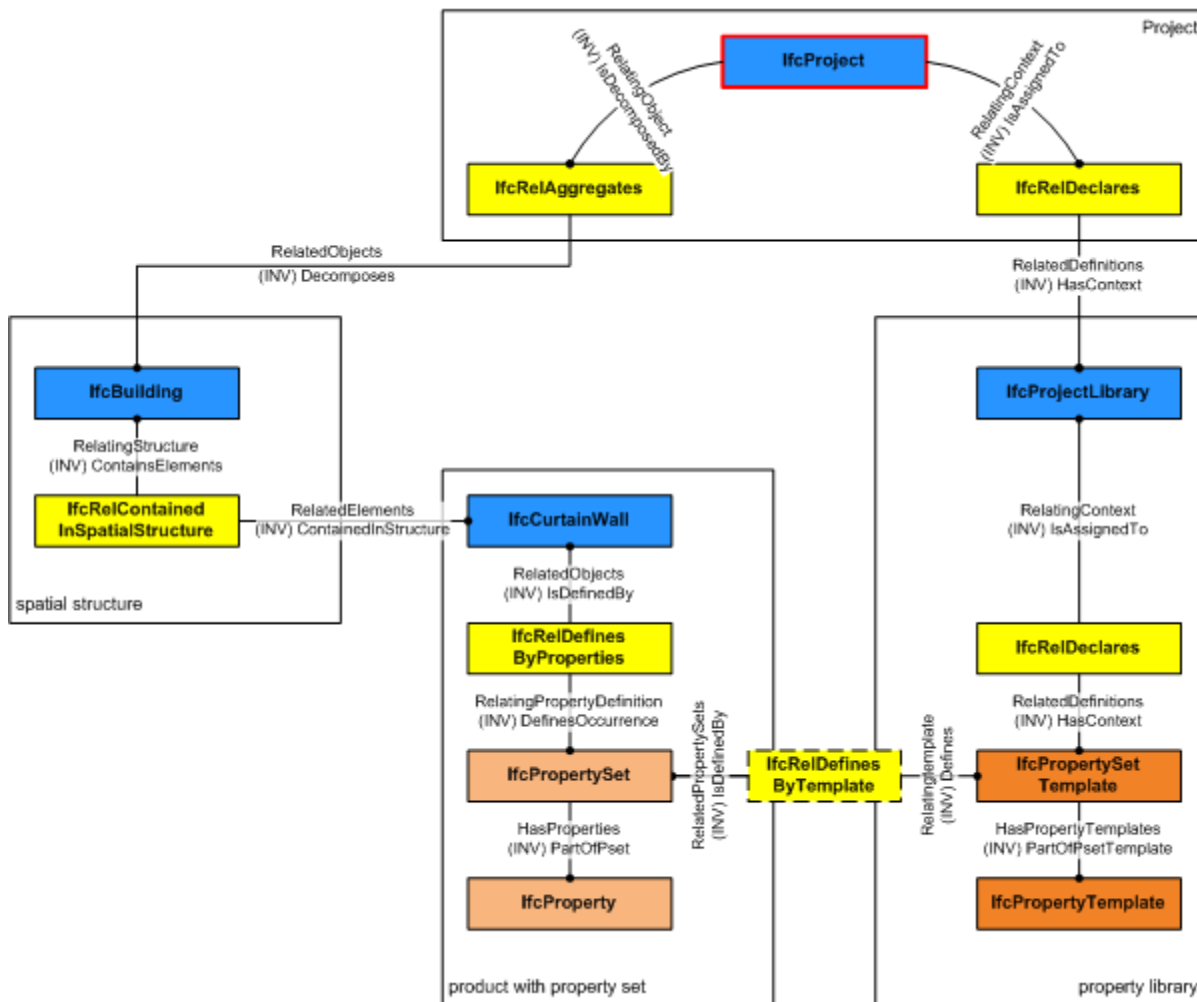 Project
IfcProject
RelatingObject
(INV) IsDecomposedBy
RelatingContext
(INV) IsAssignedTo
IfcRelAggregates
IfcRelDeclares
RelatedObjects
(INV) Decomposes
RelatedDefinitions
(INV) HasContext
IfcBuilding
IfcProjectLibrary
RelatingStructure
(INV) ContainsElements
IfcRelContained
InSpatialStructure
RelatedElements
(INV) ContainedInStructure
IfcCurtainWall
RelatingContext
(INV) IsAssignedTo
spatial structure
RelatedObjects
(INV) IsDefinedBy
IfcRelDefines
ByProperties
IfcRelDeclares
RelatingPropertyDefinition
(INV) DefinesOccurrence
RelatedDefinitions
(INV) HasContext
IfcPropertySet
RelatedPropertySets
(INV) IsDefinedBy
IfcRelDefines
ByTemplate
Relatingtemplate
(INV) Defines
IfcPropertySet
Template
HasProperties
(INV) PartOfPset
HasPropertyTemplates
(INV) PartOfPsetTemplate
IfcProperty
IfcPropertyTemplate
product with property set
property library